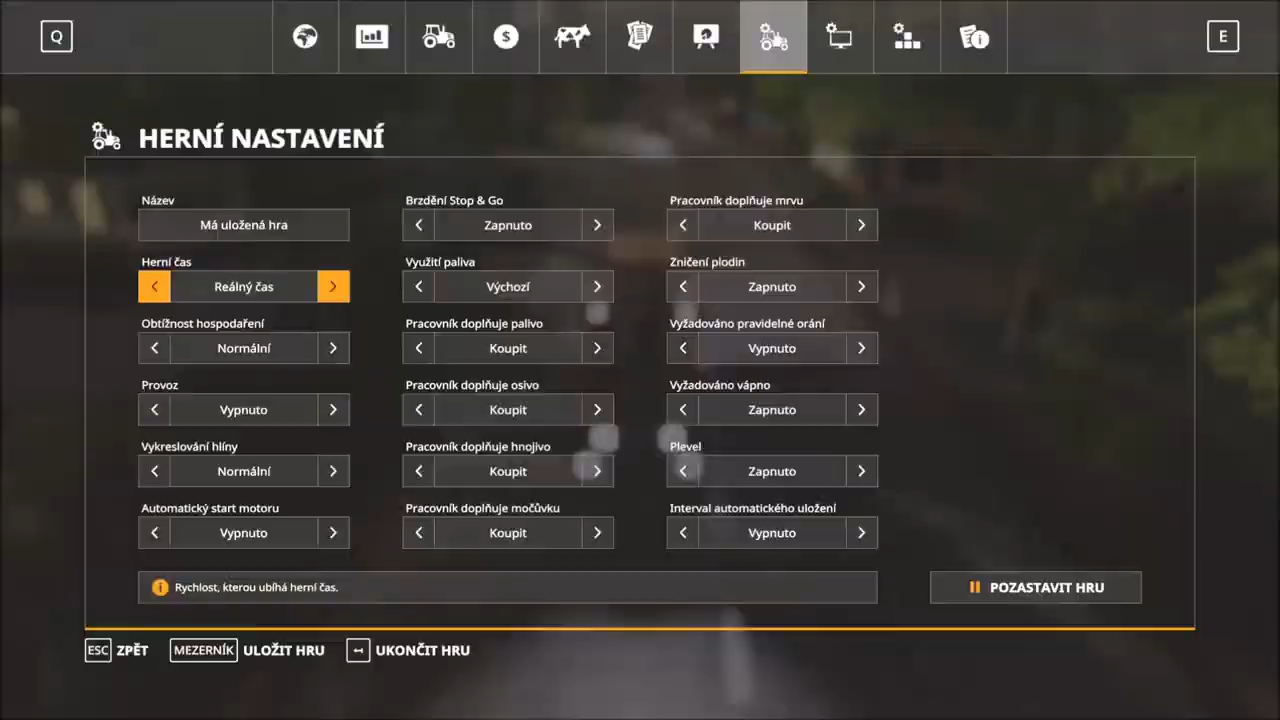 Q
E
HERNÍ NASTAVENÍ
Název
Má uložená hra
Herní čas
Reálný čas
Obtížnost hospodaření
Normální
Provoz
Vypnuto
Vykreslování hlíny
Normální
Automatický start motoru
Vypnuto
Brzdění Stop & Go
Zapnuto
Využití paliva
Výchozí
Pracovník doplňuje palivo
Koupit
Pracovník doplňuje osivo
Koupit
Pracovník doplňuje hnojivo
Koupit
Pracovník doplňuje močůvku
Koupit
Pracovník doplňuje mrvu
Koupit
Zničení plodin
Zapnuto
Vyžadováno pravidelné orání
Vypnuto
Vyžadováno vápno
Zapnuto
Plevel
Zapnuto
Interval automatického uložení
Vypnuto
Rychlost, kterou ubíhá herní čas.
POZASTAVIT HRU
ESC ZPĚT MEZERNÍK ULOŽIT HRU UKONČIT HRU